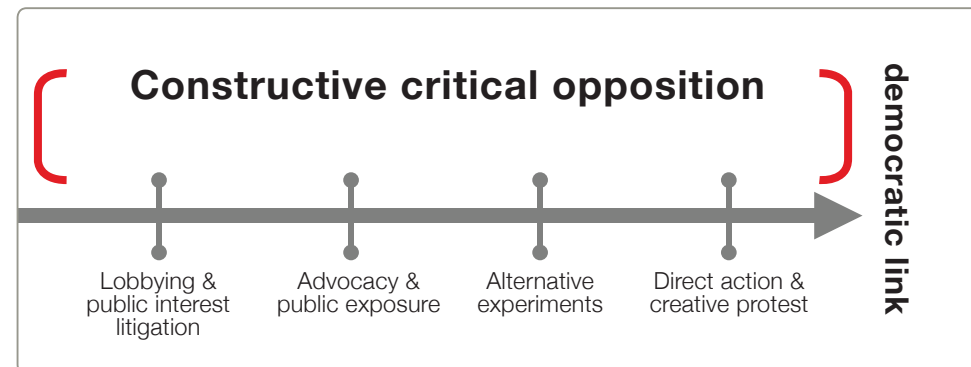 Constructive critical opposition
democratic link
Lobbying &
public interest
litigation
Advocacy &
public exposure
Alternative
experiments
Direct action &
creative protest